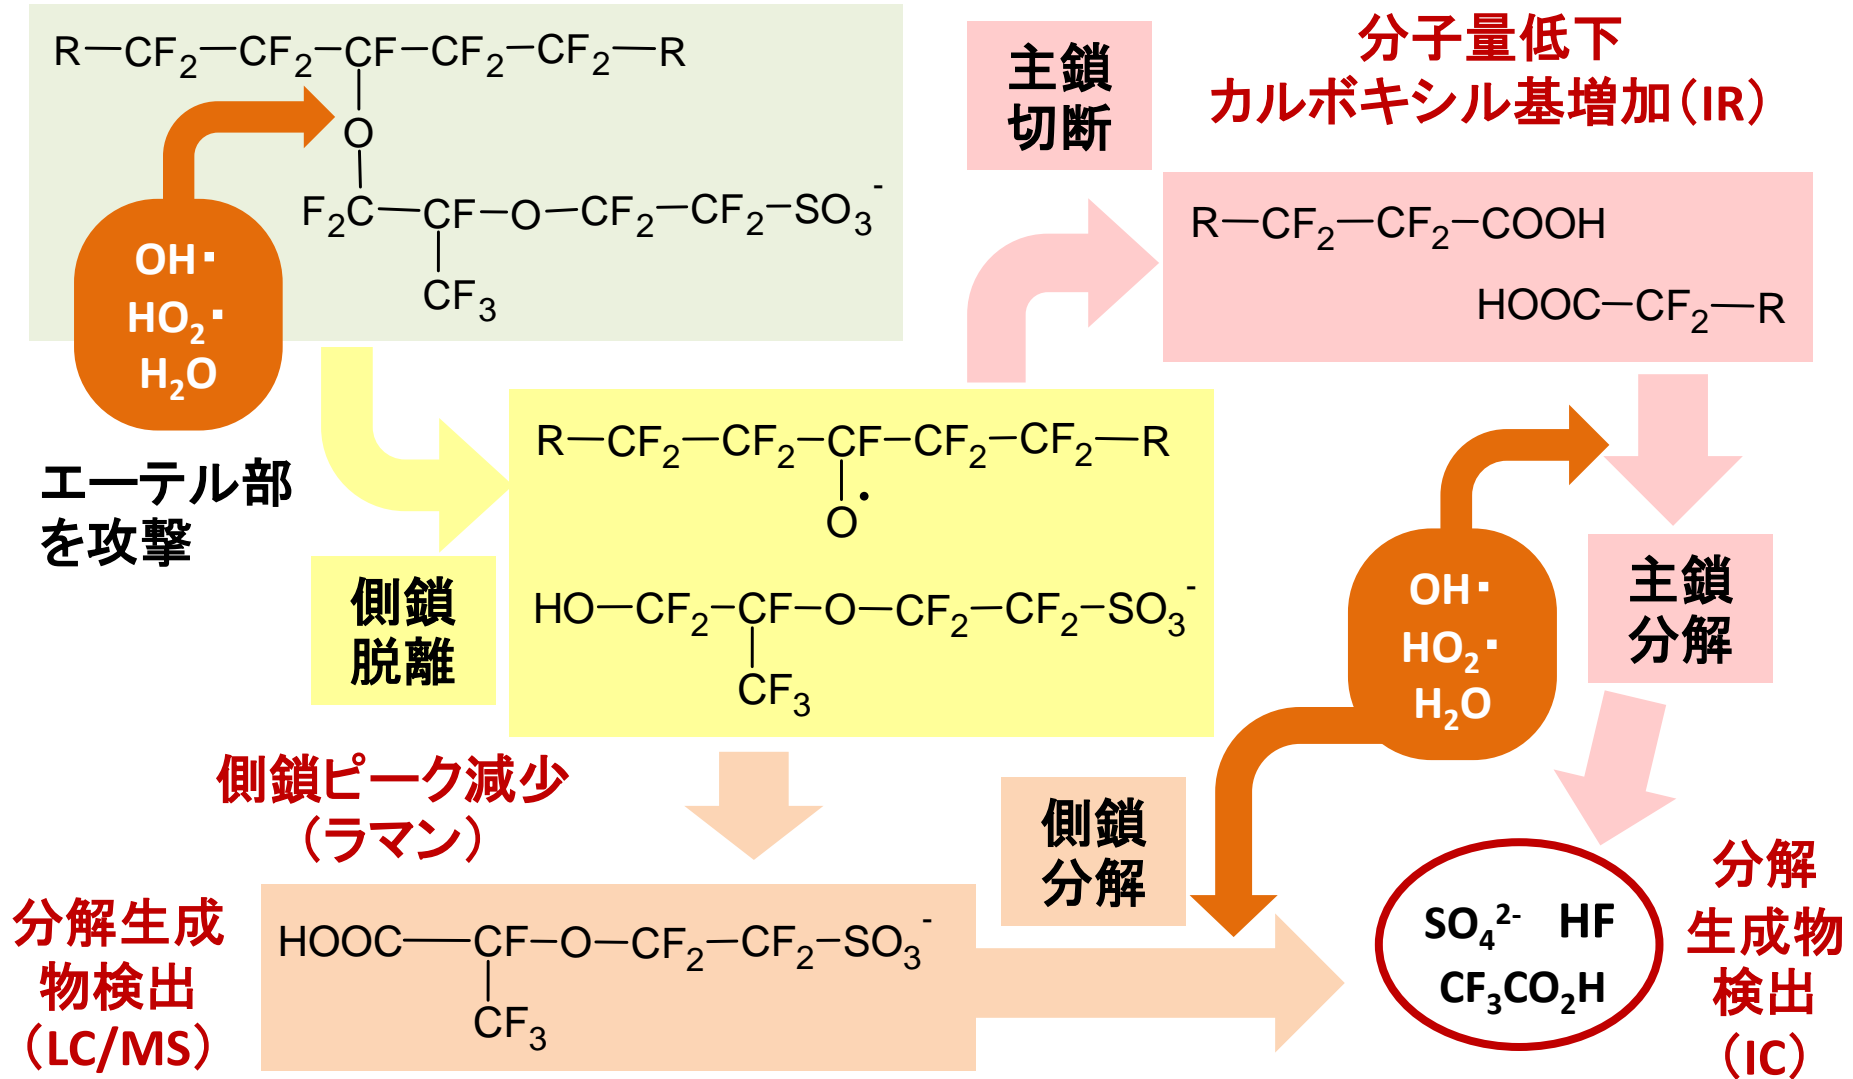 R—CF2—CF2—CF—CF2—CF2—R
O
F2C—CF—O—CF2—CF2—SO3-
CF3
OH・
HO2・
H2O
エーテル部
を攻撃
主鎖
切断
分子量低下
カルボキシル基増加（IR）
R—CF2—CF2—COOH
HOOC—CF2—R
側鎖
脱離
R—CF2—CF2—CF—CF2—CF2—R
O・
HO—CF2—CF—O—CF2—CF2—SO3-
CF3
OH・
HO2・
H2O
主鎖
分解
側鎖ピーク減少
（ラマン）
側鎖
分解
分解生成
物検出
（LC/MS）
HOOC—CF—O—CF2—CF2—SO3-
CF3
SO42- HF
CF3CO2H
分解
生成物
検出
（IC）